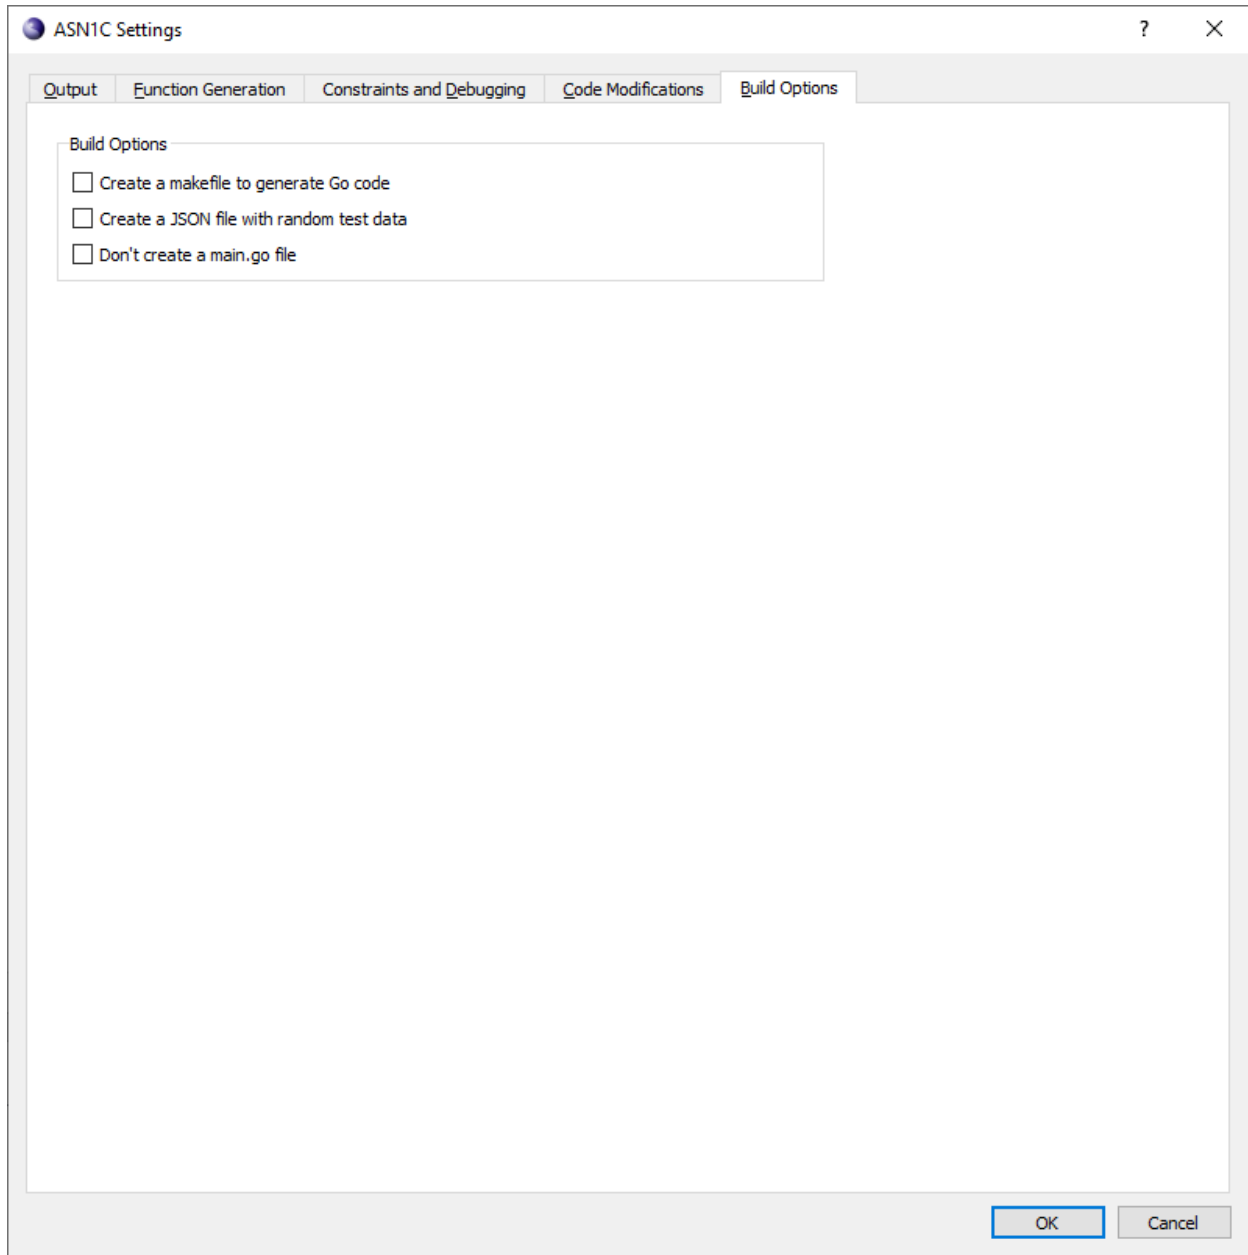 ASN1C Settings
Output Function Generation Constraints and Debugging Code Modifications Build Options
Build Options
Create a makefile to generate Go code
Create a JSON file with random test data
Don't create a main.go file
OK Cancel